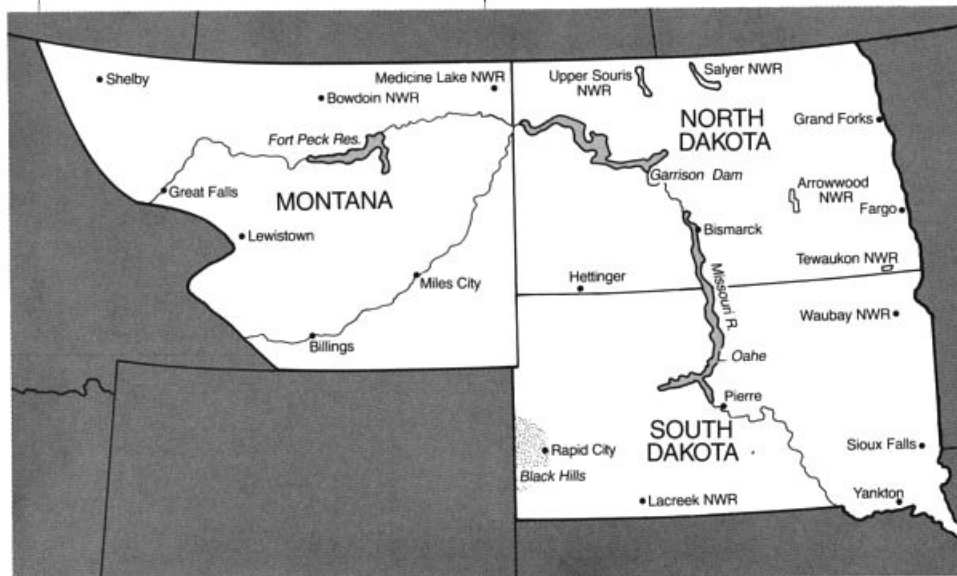 Shelby
Medicine Lake NWR
Bowdoin NWR
Fort Peck Res.
Great Falls
MONTANA
Lewistown
Miles City
Billings
Upper Souris
NWR
Salyer NWR
NORTH
DAKOTA
Grand Forks
Garrison Dam
Arrowwood
NWR
Fargo
Bismarck
Tewaukon NWR
Hettinger
Missouri R.
Waubay NWR
L. Oahe
Pierre
SOUTH
DAKOTA
Rapid City
Black Hills
Sioux Falls
Lacreek NWR
Yankton